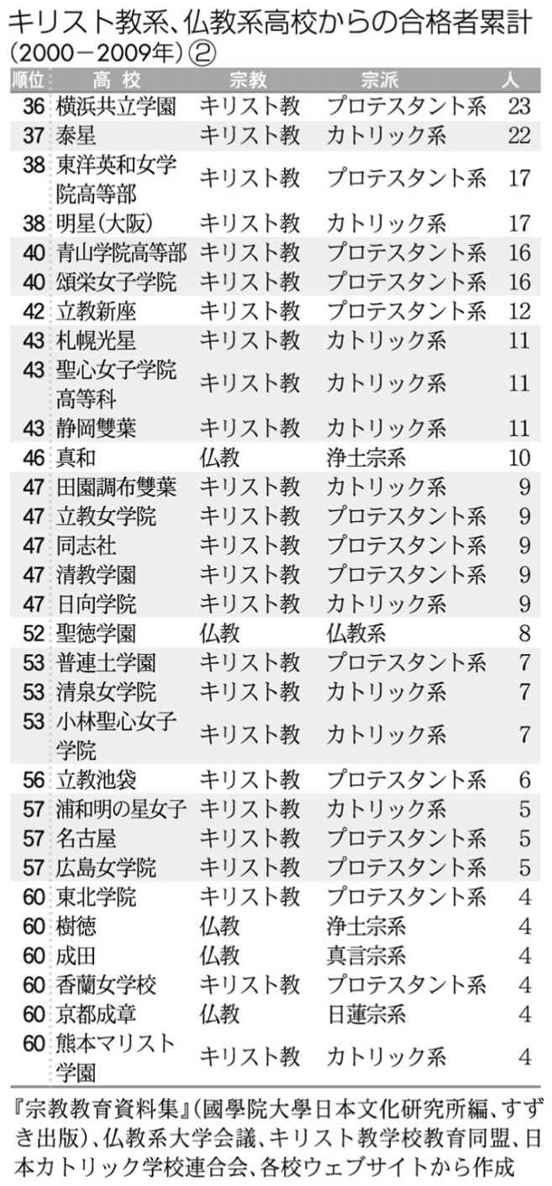 キリスト教系、仏教系高校からの合格者累計
(2000－2009年)②
順位 高校 宗教 宗派 人
36 横浜共立学園 キリスト教 プロテスタント系 23
37 泰星 キリスト教 カトリック系 22
38 東洋英和女学院高等部 キリスト教 プロテスタント系 17
38 明星(大阪) キリスト教 カトリック系 17
40 青山学院高等部 キリスト教 プロテスタント系 16
40 頌栄女子学院 キリスト教 プロテスタント系 16
42 立教新座 キリスト教 プロテスタント系 12
43 札幌光星 キリスト教 カトリック系 11
43 聖心女子学院高等科 キリスト教 カトリック系 11
43 静岡雙葉 キリスト教 カトリック系 11
46 真和 仏教 浄土宗系 10
47 田園調布雙葉 キリスト教 カトリック系 9
47 立教女学院 キリスト教 プロテスタント系 9
47 同志社 キリスト教 プロテスタント系 9
47 清教学園 キリスト教 プロテスタント系 9
47 日向学院 キリスト教 カトリック系 9
52 聖徳学園 仏教 仏教系 8
53 普連土学園 キリスト教 プロテスタント系 7
53 清泉女学院 キリスト教 カトリック系 7
53 小林聖心女子学院 キリスト教 カトリック系 7
56 立教池袋 キリスト教 プロテスタント系 6
57 浦和明の星女子 キリスト教 カトリック系 5
57 名古屋 キリスト教 プロテスタント系 5
57 広島女学院 キリスト教 プロテスタント系 5
60 東北学院 キリスト教 プロテスタント系 4
60 樹徳 仏教 浄土宗系 4
60 成田 仏教 真言宗系 4
60 香蘭女学校 キリスト教 プロテスタント系 4
60 京都成章 仏教 日蓮宗系 4
60 熊本マリスト学園 キリスト教 カトリック系 4
『宗教教育資料集』(國學院大學日本文化研究所編、すず
き出版)、仏教系大学会議、キリスト教学校教育同盟、日
本カトリック学校連合会、各校ウェブサイトから作成